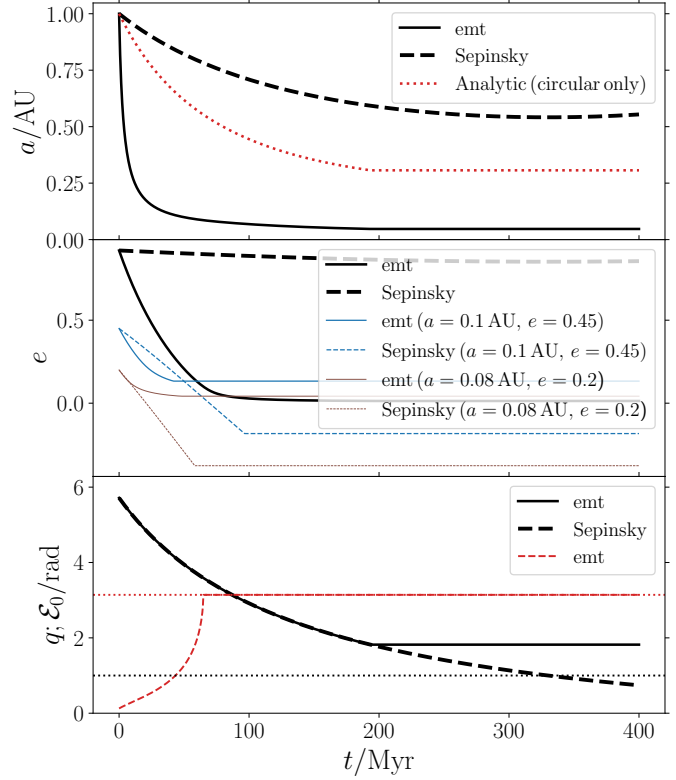 1.00
0.75
0.50
0.25
0.00
a/AU
emt
Sepinsky
Analytic (circular only)
0.5
0.0
e
emt
Sepinsky
emt (a = 0.1 AU, e = 0.45)
Sepinsky (a = 0.1 AU, e = 0.45)
emt (a = 0.08 AU, e = 0.2)
Sepinsky (a = 0.08 AU, e = 0.2)
6
4
2
0
q; ℰ₀/rad
emt
Sepinsky
emt
0 100 200 300 400
t/Myr